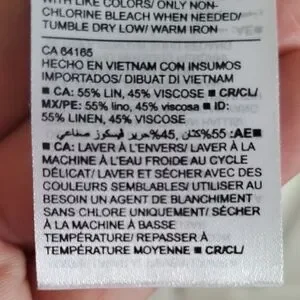 WITH LIKE COLORS/ ONLY NON-
CHLORINE BLEACH WHEN NEEDED/
TUMBLE DRY LOW/ WARM IRON
CA 64165
HECHO EN VIETNAM CON INSUMOS
IMPORTADOS/ DIBUAT DI VIETNAM
■ CA: 55% LIN, 45% VISCOSE ■ CR/CL/
MX/PE: 55% lino, 45% viscosa ■ ID:
55% LINEN, 45% VISCOSE
■ AE: 55% كتان, 45% حرير فيسكوز صناعي
■ CA: LAVER À L'ENVERS/ LAVER À LA
MACHINE À L'EAU FROIDE AU CYCLE
DÉLICAT/ LAVER ET SÉCHER AVEC DES
COULEURS SEMBLABLES/ UTILISER AU
BESOIN UN AGENT DE BLANCHIMENT
SANS CHLORE UNIQUEMENT/ SÉCHER
À LA MACHINE À BASSE
TEMPÉRATURE/ REPASSER À
TEMPÉRATURE MOYENNE ■ CR/CL/